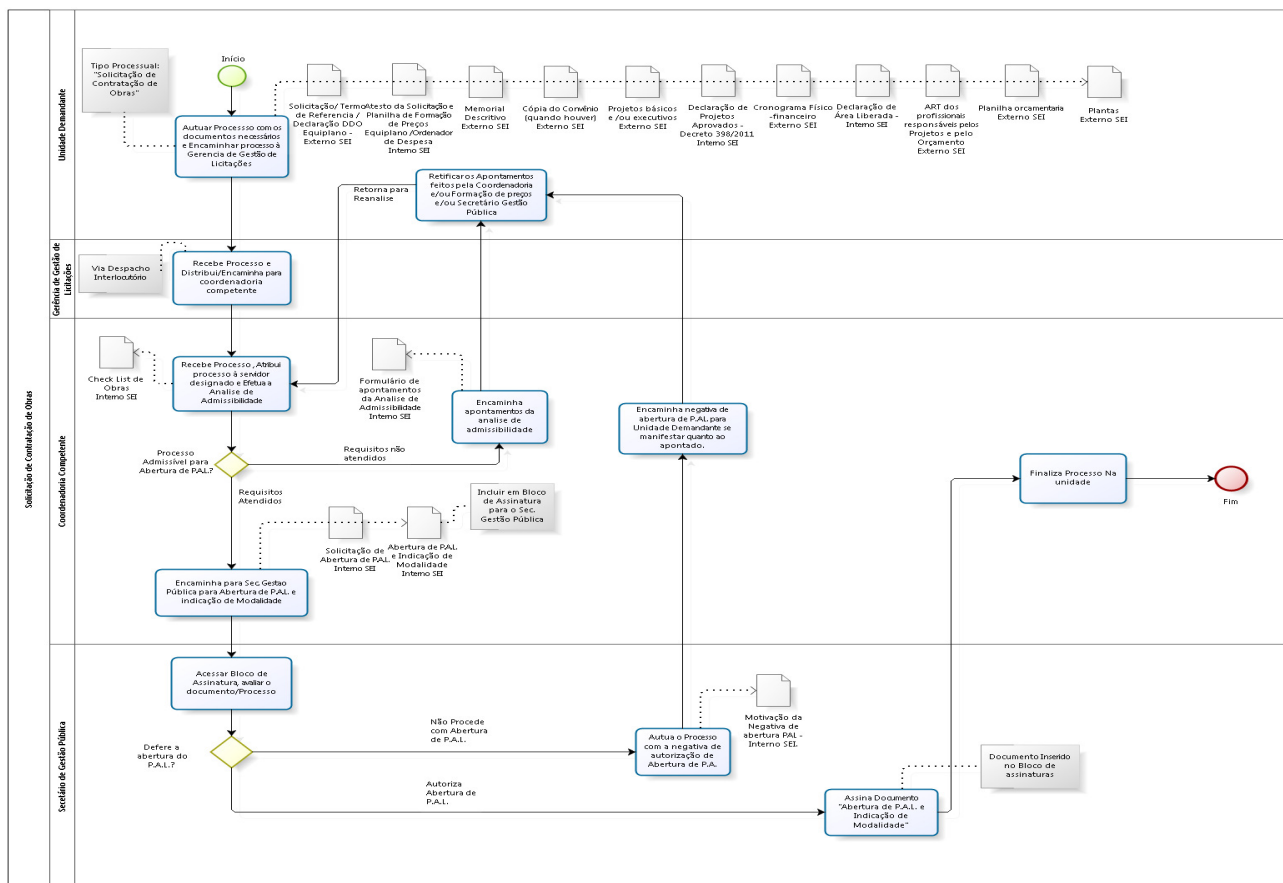 Solicitação de Contratação de Obras
Unidade Demandante
Tipo Processual:
"Solicitação de
Contratação de
Obras"
Início
Autuar Processso com os
documentos necessários
e Encaminhar processo à
Gerencia de Gestão de
Licitações
Solicitação/ Termo
de Referencia /
Declaração DDO
Equiplano -
Externo SEI
Atesto da Solicitação e
Planilha de Formação
de Preços
Equiplano /Ordenador
de Despesa
Interno SEI
Memorial
Descritivo
Externo SEI
Cópia do Convênio
(quando houver)
Externo SEI
Projetos básicos
e /ou executivos
Externo SEI
Declaração de
Projetos
Aprovados -
Decreto 398/2011
Interno SEI
Cronograma Físico
-financeiro
Externo SEI
Declaração de
Área Liberada -
Interno SEI
ART dos
profissionais
responsáveis pelos
Projetos e pelo
Orçamento
Externo SEI
Planilha orcamentaria
Externo SEI
Plantas
Externo SEI
Retificar os Apontamentos
feitos pela Coordenadoria
e/ou Formação de preços
e/ou Secretário Gestão
Pública
Retorna para
Reanalise
Gerência de Gestão de
Licitações
Via Despacho
Interlocutório
Recebe Processo e
Distribui/Encaminha para
coordenadoria
competente
Coordenadoria Competente
Check List de
Obras
Interno SEI
Recebe Processo , Atribui
processo à servidor
designado e Efetua a
Analise de
Admissibilidade
Formulário de
apontamentos
da Analise de
Admissibilidade
Interno SEI
Encaminha
apontamentos da
analise de
admissibilidade
Encaminha negativa de
abertura de P.AL. para
Unidade Demandante se
manifestar quanto ao
apontado.
Processo
Admissível para
Abertura de P.A.L.?
Requisitos não
atendidos
Requisitos
Atendidos
Solicitação de
Abertura de P.A.L.
Interno SEI
Abertura de P.A.L.
e Indicação de
Modalidade
Interno SEI
Incluir em Bloco
de Assinatura
para o Sec.
Gestão Pública
Finaliza Processo Na
unidade
Fim
Encaminha para Sec. Gestao
Pública para Abertura de P.A.L. e
indicação de Modalidade
Secetário de Gestão Pública
Acessar Bloco de
Assinatura, avaliar o
documento/Processo
Defere a
abertura do
P.A.L.?
Não Procede
com Abertura
de P.A.L.
Autoriza
Abertura de
P.A.L.
Autua o Processo
com a negativa de
autorização de
Abertura de P.A.
Motivação da
Negativa de
abertura PAL -
Interno SEI.
Assina Documento
"Abertura de P.A.L. e
Indicação de
Modalidade"
Documento Inserido
no Bloco de
assinaturas